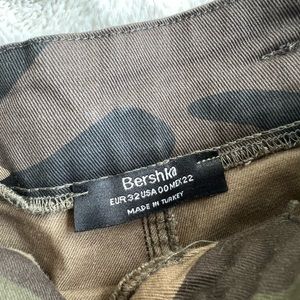 Bershka
EUR 32 USA 00 MEX 22
MADE IN TURKEY